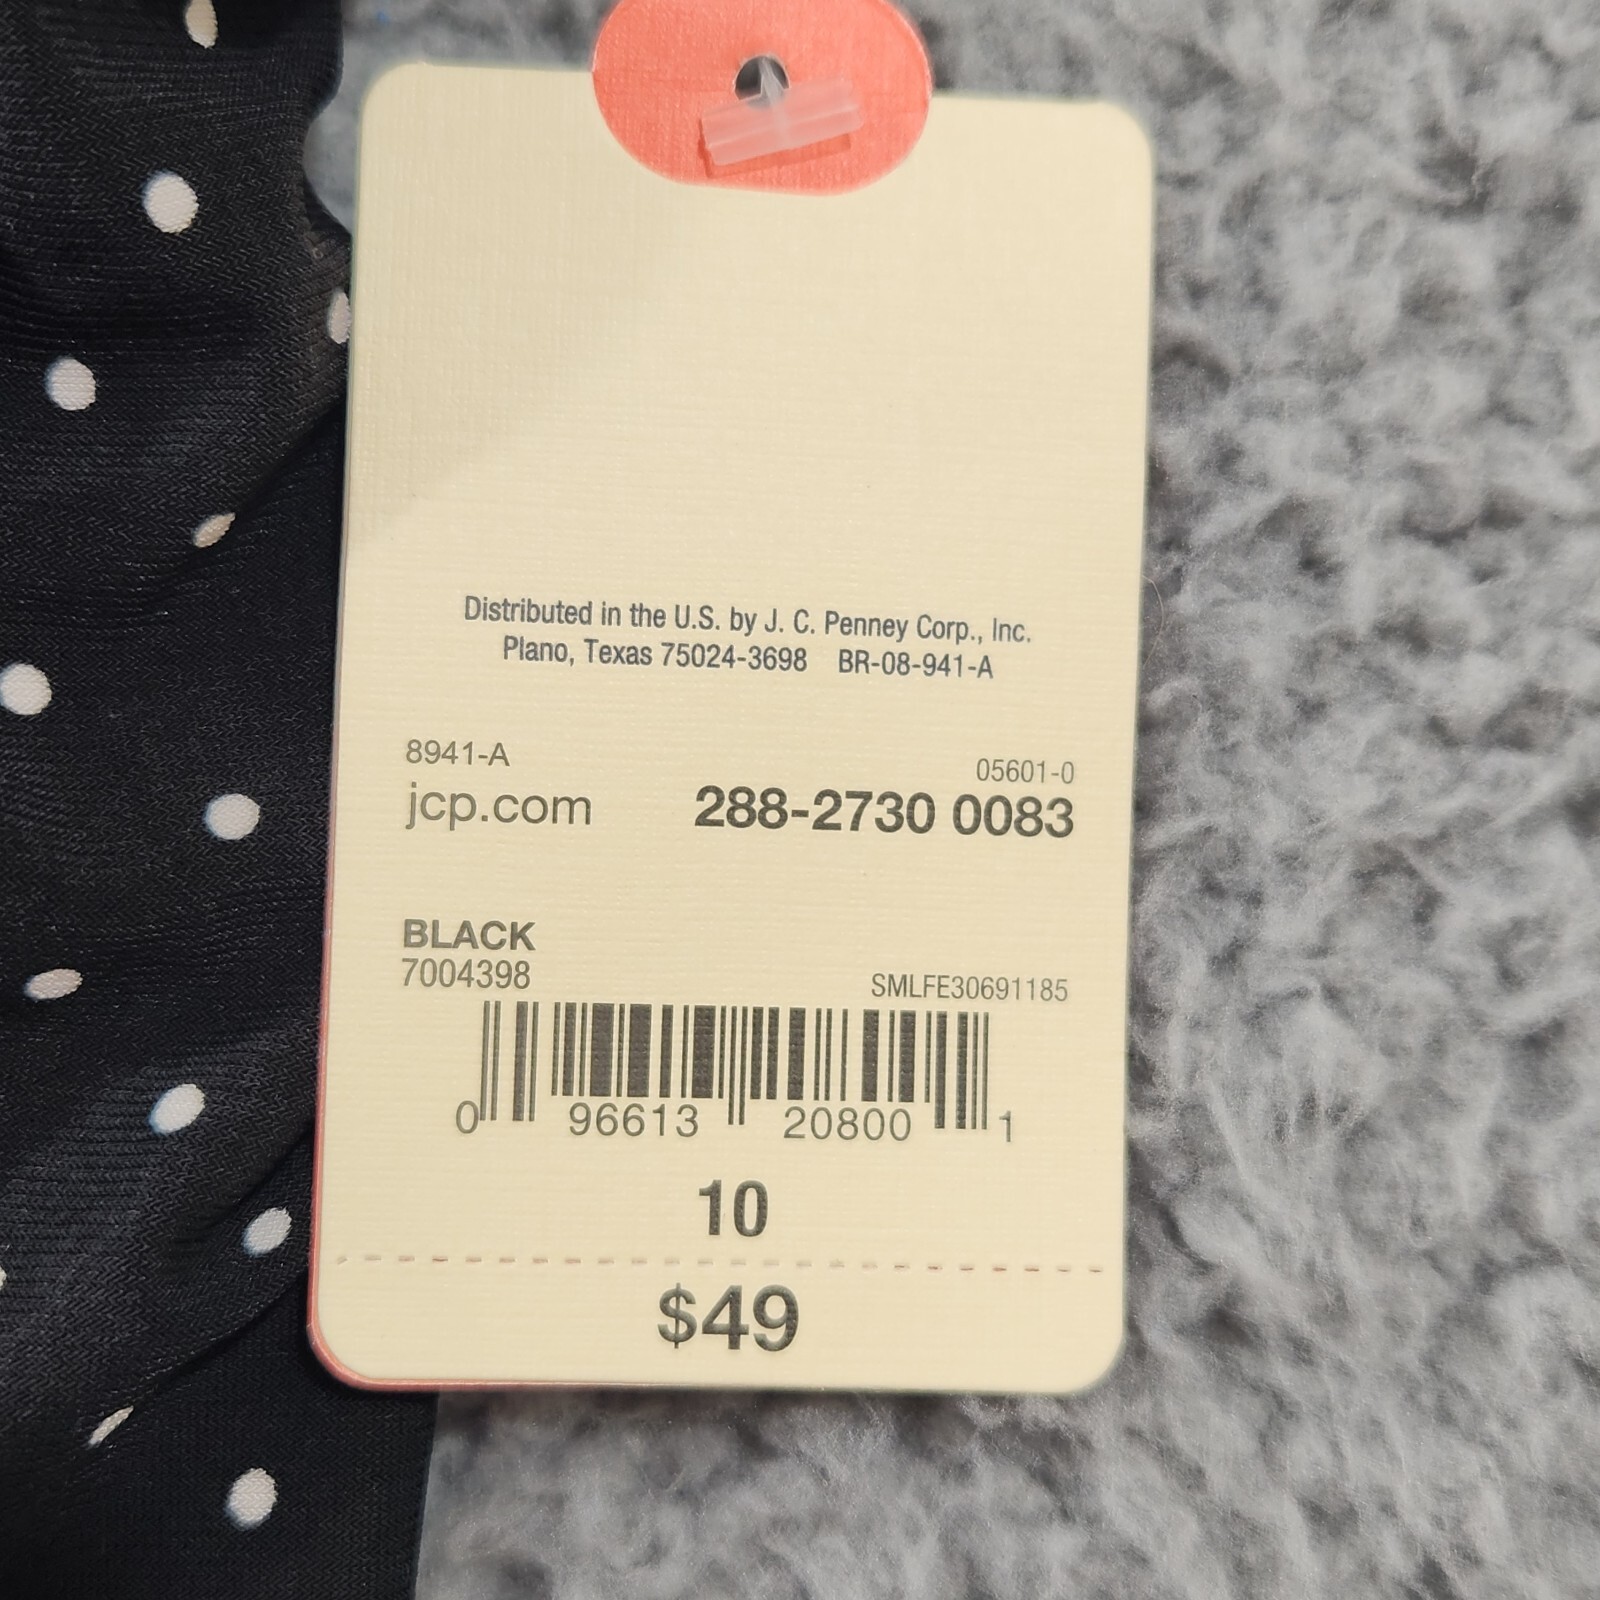 Distributed in the U.S. by J. C. Penney Corp., Inc.
Plano, Texas 75024-3698 BR-08-941-A
8941-A 05601-0
jcp.com 288-2730 0083
BLACK
7004398 SMLFE30691185
0 96613 20800 1
10
$49